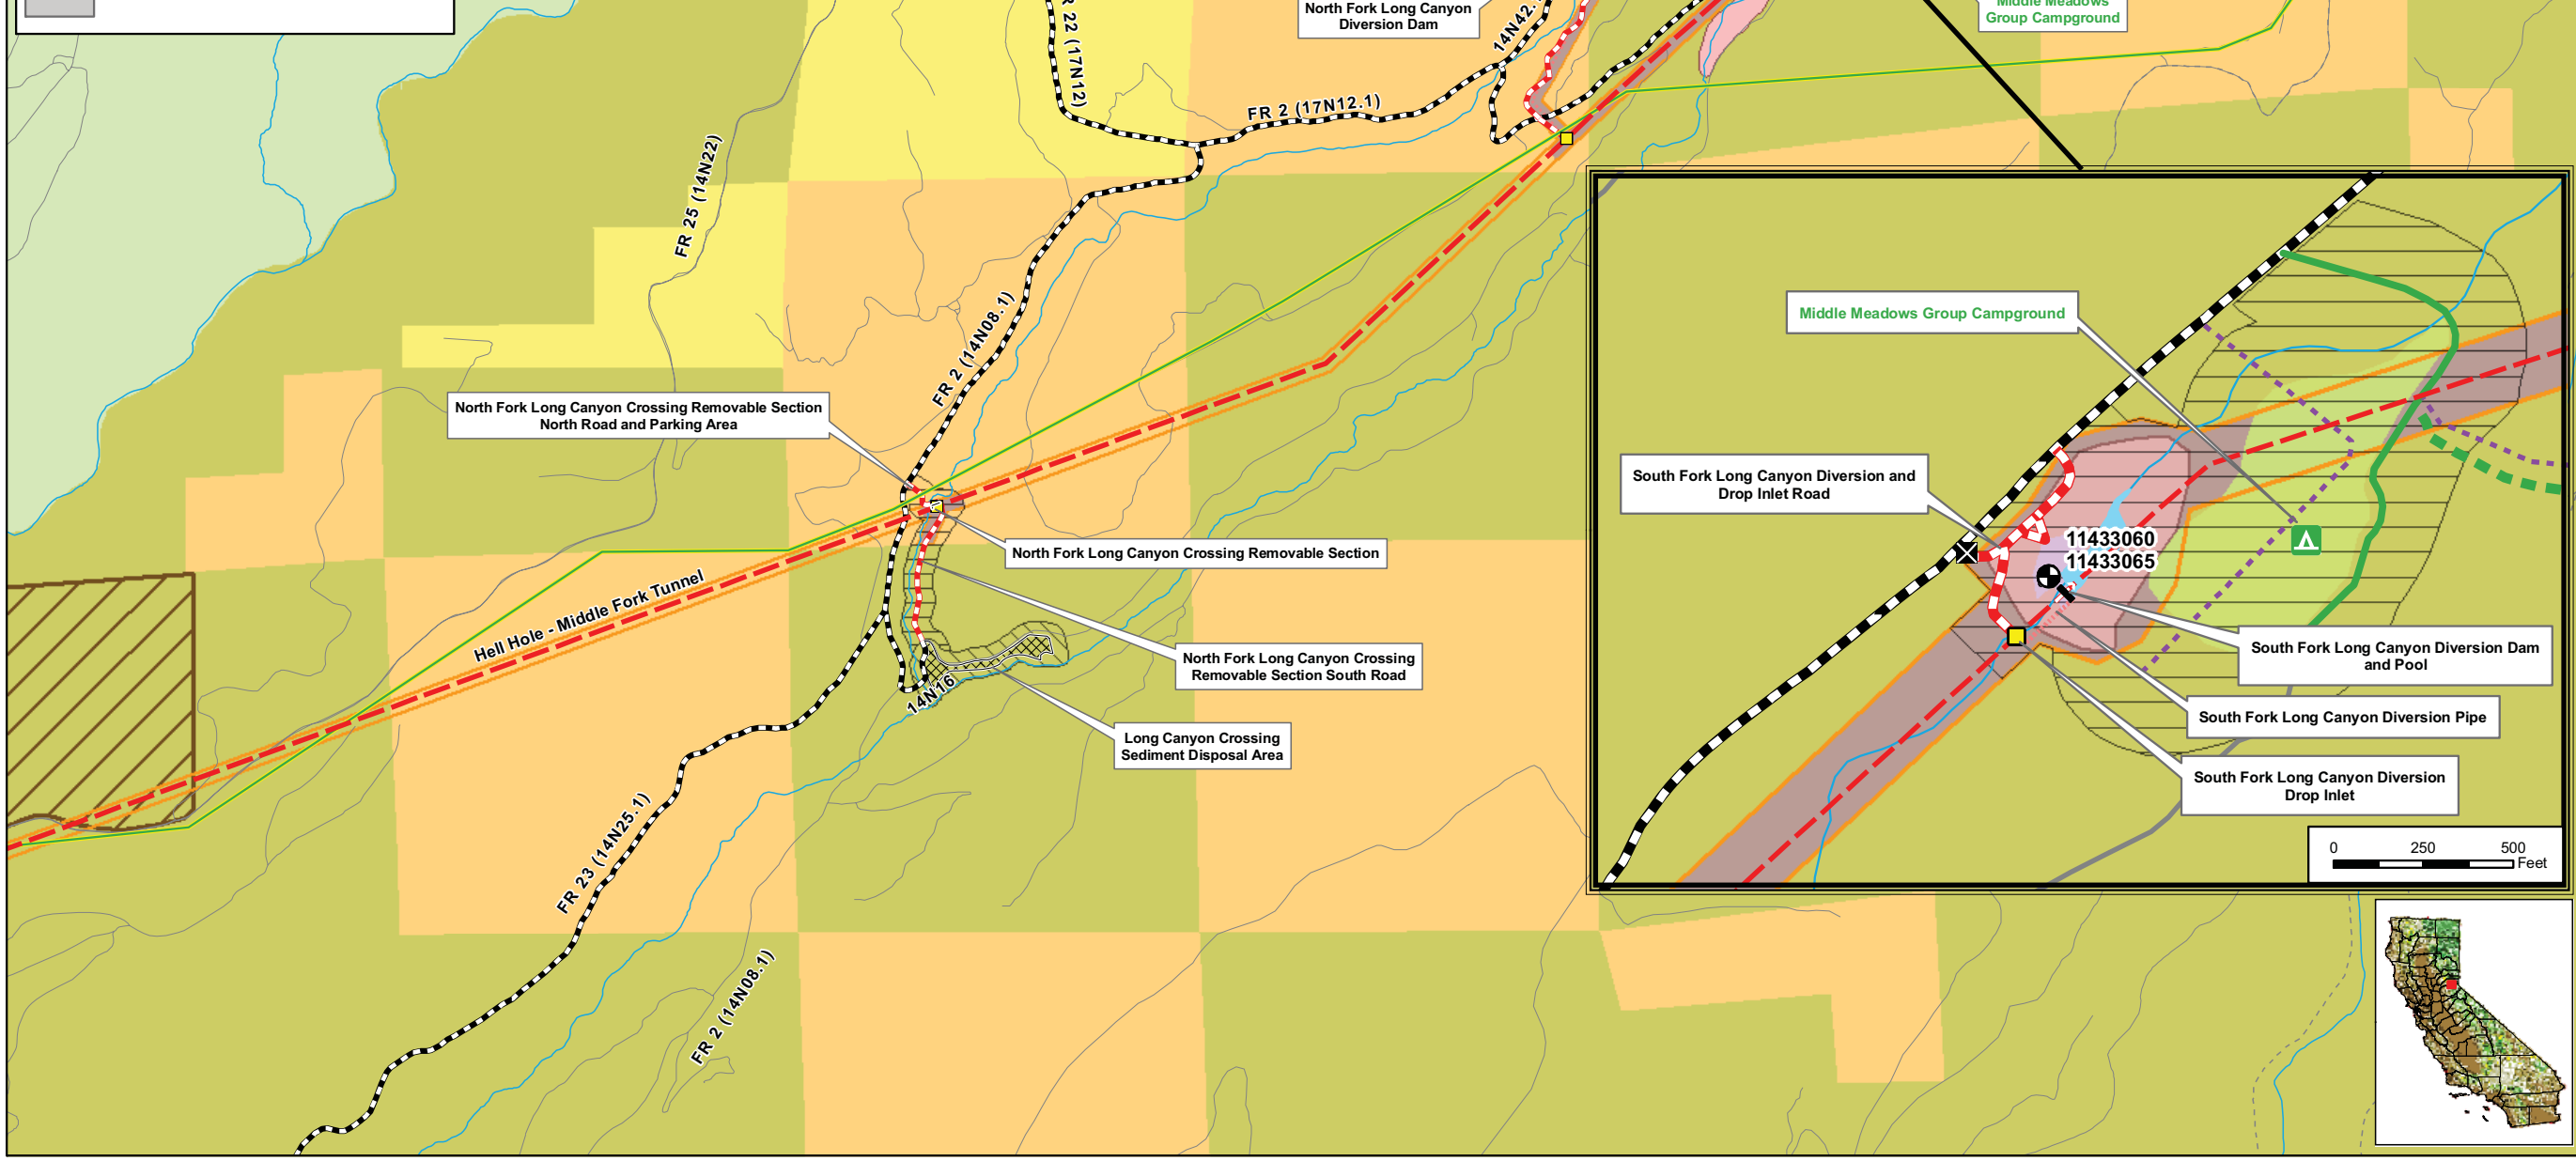 North Fork Long Canyon
Diversion Dam
Middle Meadows
Group Campground
22 (17N12)
14N42.
FR 2 (17N12.1)
FR 25 (14N22)
FR 2 (14N08.1)
North Fork Long Canyon Crossing Removable Section
North Road and Parking Area
North Fork Long Canyon Crossing Removable Section
Hell Hole - Middle Fork Tunnel
North Fork Long Canyon Crossing
Removable Section South Road
14N16
Long Canyon Crossing
Sediment Disposal Area
FR 23 (14N25.1)
FR 2 (14N08.1)
Middle Meadows Group Campground
South Fork Long Canyon Diversion and
Drop Inlet Road
11433060
11433065
South Fork Long Canyon Diversion Dam
and Pool
South Fork Long Canyon Diversion Pipe
South Fork Long Canyon Diversion
Drop Inlet
0 250 500
Feet